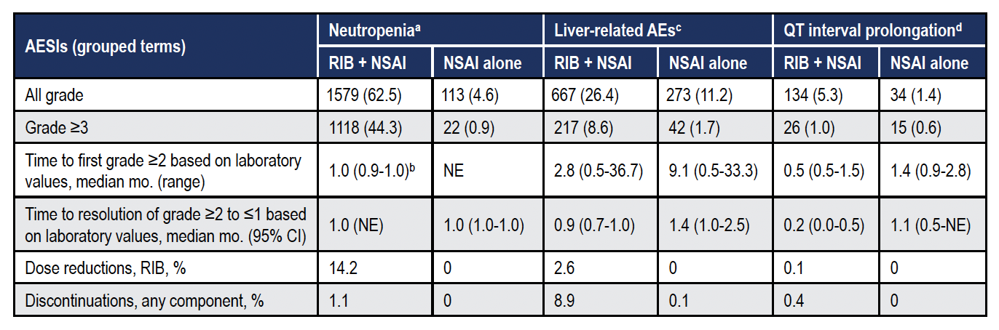 AESIs (grouped terms) Neutropeniaᵃ Liver-related AEsᶜ QT interval prolongationᵈ
RIB + NSAI NSAI alone RIB + NSAI NSAI alone RIB + NSAI NSAI alone
All grade 1579 (62.5) 113 (4.6) 667 (26.4) 273 (11.2) 134 (5.3) 34 (1.4)
Grade ≥3 1118 (44.3) 22 (0.9) 217 (8.6) 42 (1.7) 26 (1.0) 15 (0.6)
Time to first grade ≥2 based on laboratory
values, median mo. (range) 1.0 (0.9-1.0)ᵇ NE 2.8 (0.5-36.7) 9.1 (0.5-33.3) 0.5 (0.5-1.5) 1.4 (0.9-2.8)
Time to resolution of grade ≥2 to ≤1 based
on laboratory values, median mo. (95% CI) 1.0 (NE) 1.0 (1.0-1.0) 0.9 (0.7-1.0) 1.4 (1.0-2.5) 0.2 (0.0-0.5) 1.1 (0.5-NE)
Dose reductions, RIB, % 14.2 0 2.6 0 0.1 0
Discontinuations, any component, % 1.1 0 8.9 0.1 0.4 0